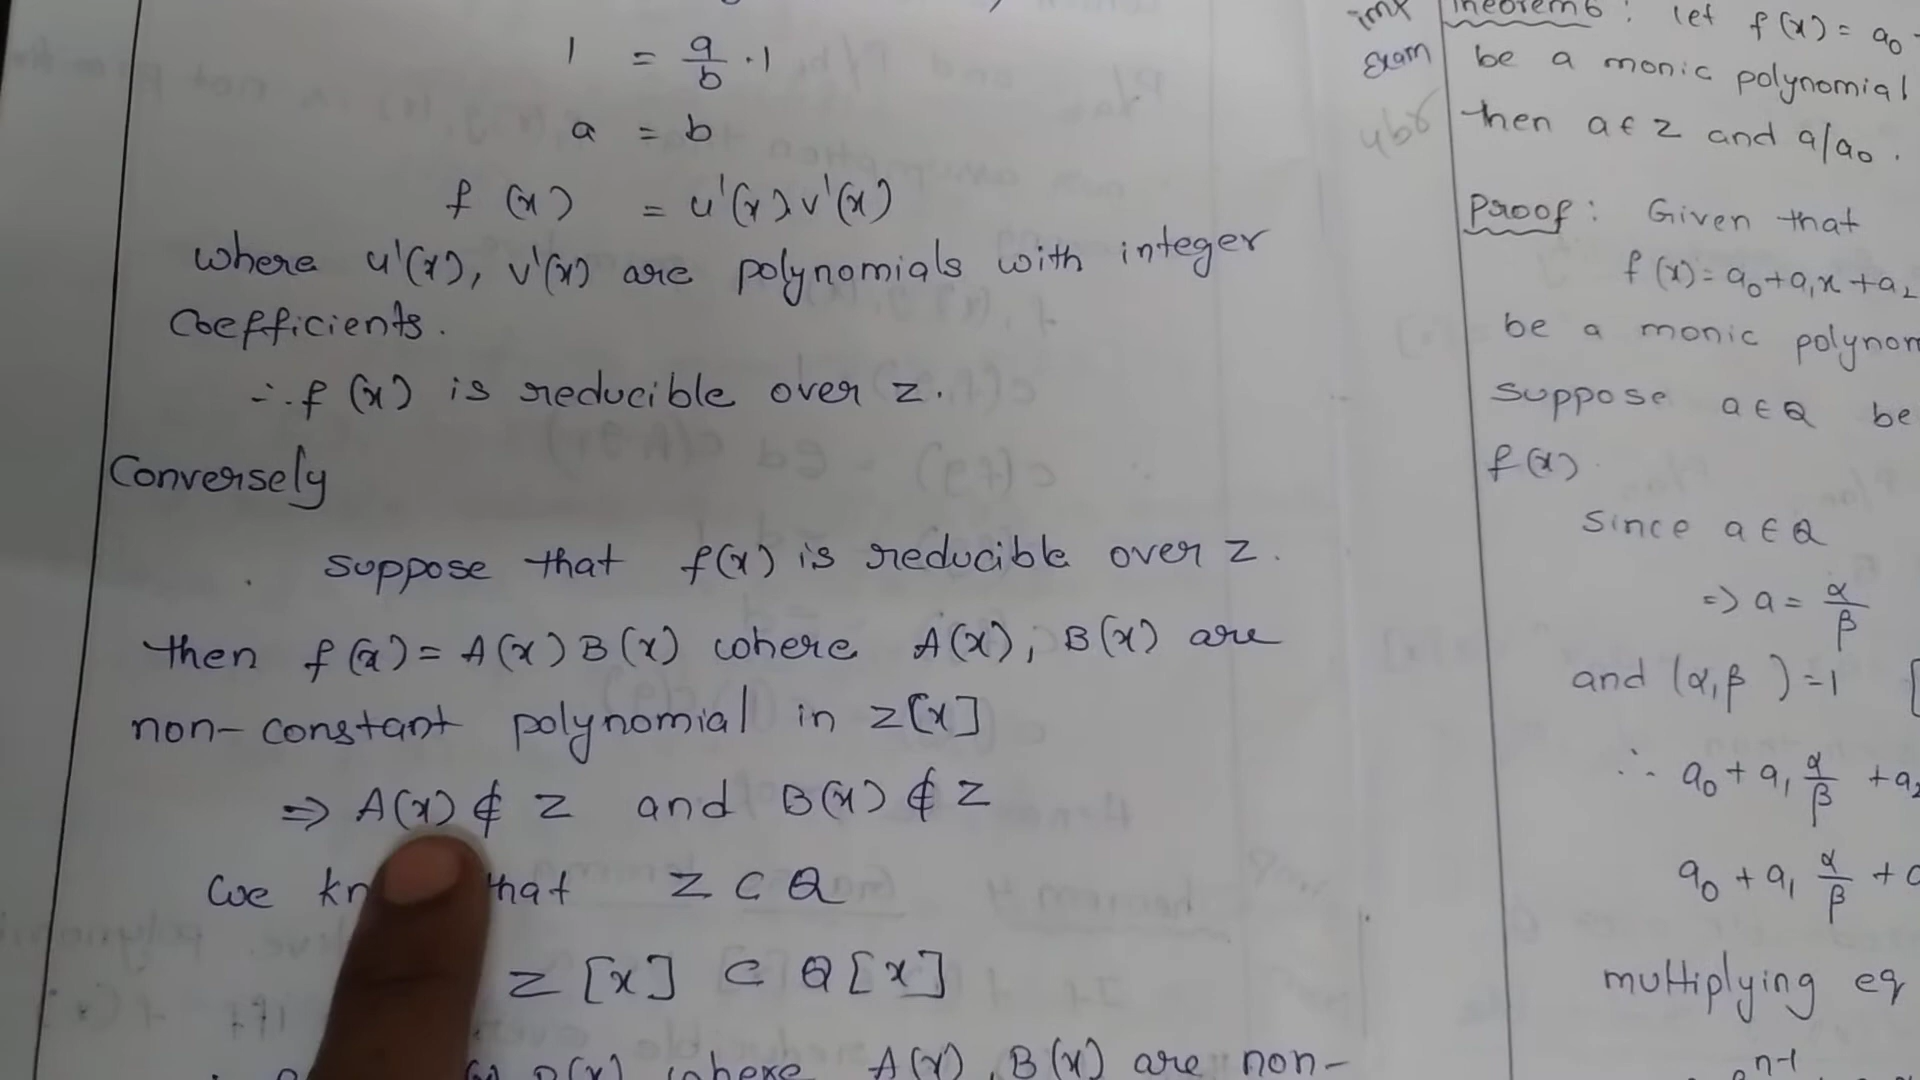 1 = a/b · 1
a = b
f(x) = u'(x) v'(x)
where u'(x), v'(x) are polynomials with integer
coefficients.
∴ f(x) is reducible over z.
Conversely
suppose that f(x) is reducible over z.
then f(x) = A(x) B(x) where A(x), B(x) are
non-constant polynomial in z[x]
⇒ A(x) ∉ z and B(x) ∉ z
we that z ⊂ Q
z[x] ⊂ Q[x]
B(x) where A(x), B(x) are non-
imp
Exam
Theorem 6: let f(x) = a₀
be a monic polynomial
then a ∈ z and a/a₀.
Proof: Given that
f(x) = a₀ + a₁x + a₂
be a monic
suppose a ∈ Q be
f(x)
since a ∈ Q
⇒ a = α/β
and (α, β) = 1
∴ a₀ + a₁ α/β + a₂
a₀ + a₁ α/β +
multiplying eq
n-1